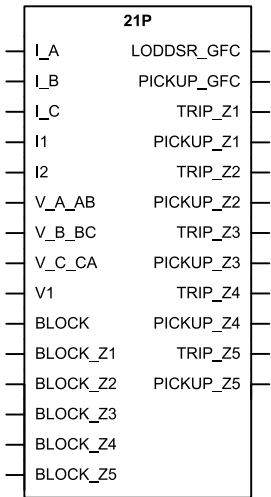 21P
I_A LODDSR_GFC
I_B PICKUP_GFC
I_C TRIP_Z1
I1 PICKUP_Z1
I2 TRIP_Z2
V_A_AB PICKUP_Z2
V_B_BC TRIP_Z3
V_C_CA PICKUP_Z3
V1 TRIP_Z4
BLOCK PICKUP_Z4
BLOCK_Z1 TRIP_Z5
BLOCK_Z2 PICKUP_Z5
BLOCK_Z3
BLOCK_Z4
BLOCK_Z5